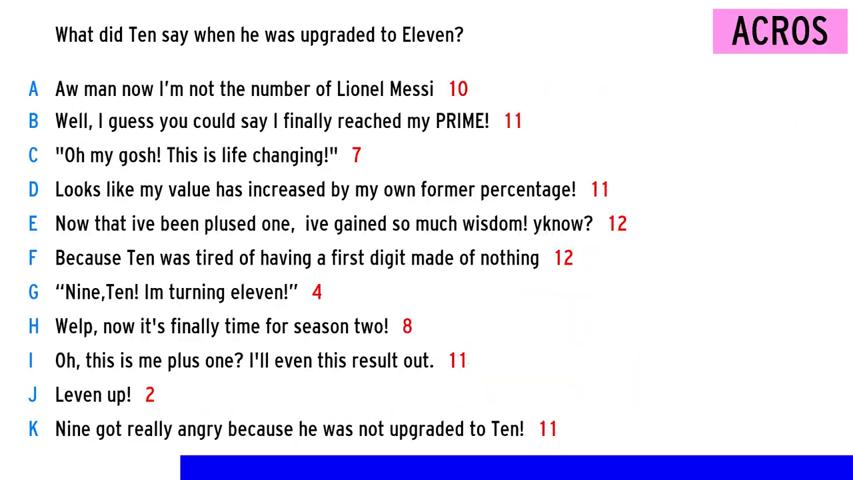 What did Ten say when he was upgraded to Eleven?
ACROS
A Aw man now I'm not the number of Lionel Messi 10
B Well, I guess you could say I finally reached my PRIME! 11
C "Oh my gosh! This is life changing!" 7
D Looks like my value has increased by my own former percentage! 11
E Now that ive been plused one, ive gained so much wisdom! yknow? 12
F Because Ten was tired of having a first digit made of nothing 12
G “Nine,Ten! Im turning eleven!” 4
H Welp, now it's finally time for season two! 8
I Oh, this is me plus one? I'll even this result out. 11
J Leven up! 2
K Nine got really angry because he was not upgraded to Ten! 11